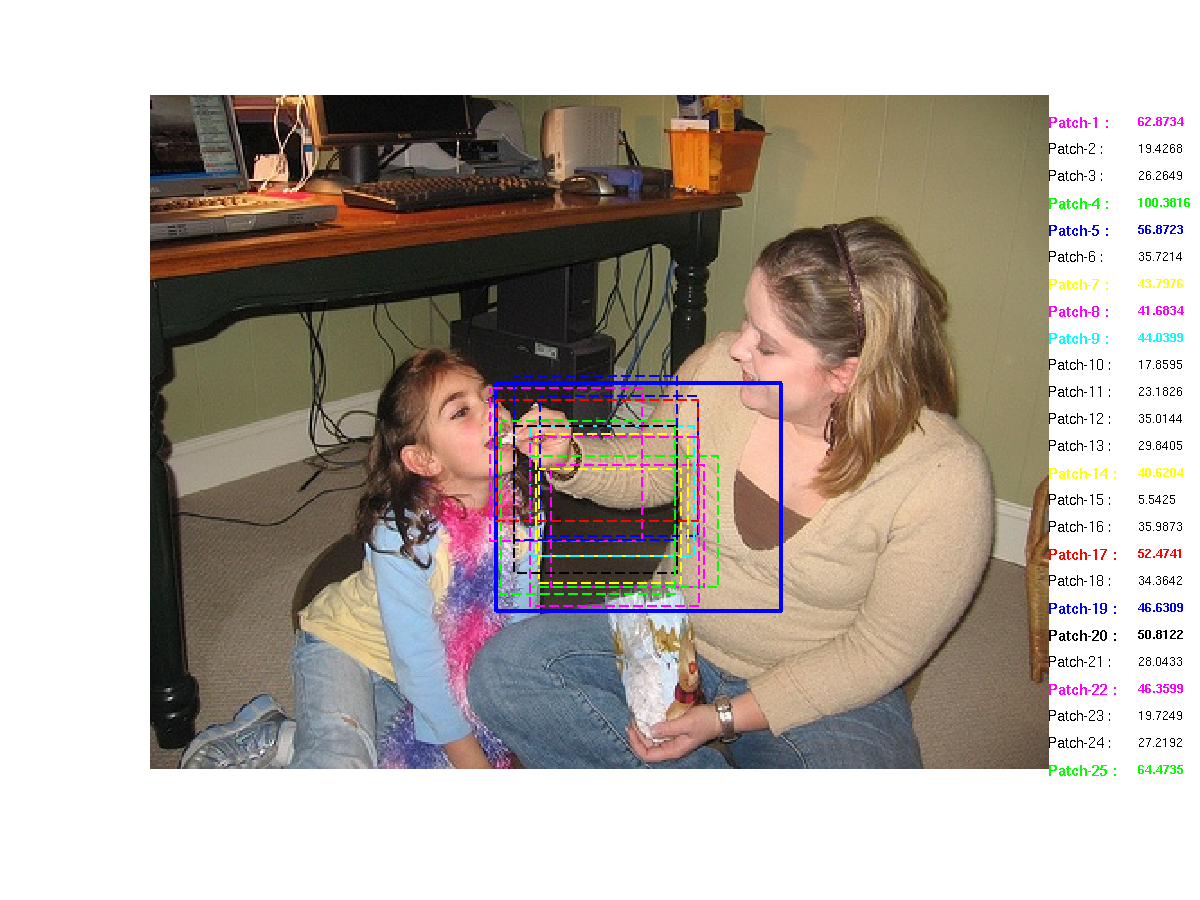 Patch-1 : 62.8734
Patch-2 : 19.4268
Patch-3 : 26.2649
Patch-4 : 100.3816
Patch-5 : 56.8723
Patch-6 : 35.7214
Patch-7 : 43.7976
Patch-8 : 41.6834
Patch-9 : 44.0399
Patch-10 : 17.8595
Patch-11 : 23.1826
Patch-12 : 35.0144
Patch-13 : 29.8405
Patch-14 : 40.6204
Patch-15 : 5.5425
Patch-16 : 35.9873
Patch-17 : 52.4741
Patch-18 : 34.3642
Patch-19 : 46.6309
Patch-20 : 50.8122
Patch-21 : 28.0433
Patch-22 : 46.3599
Patch-23 : 19.7249
Patch-24 : 27.2192
Patch-25 : 64.4735